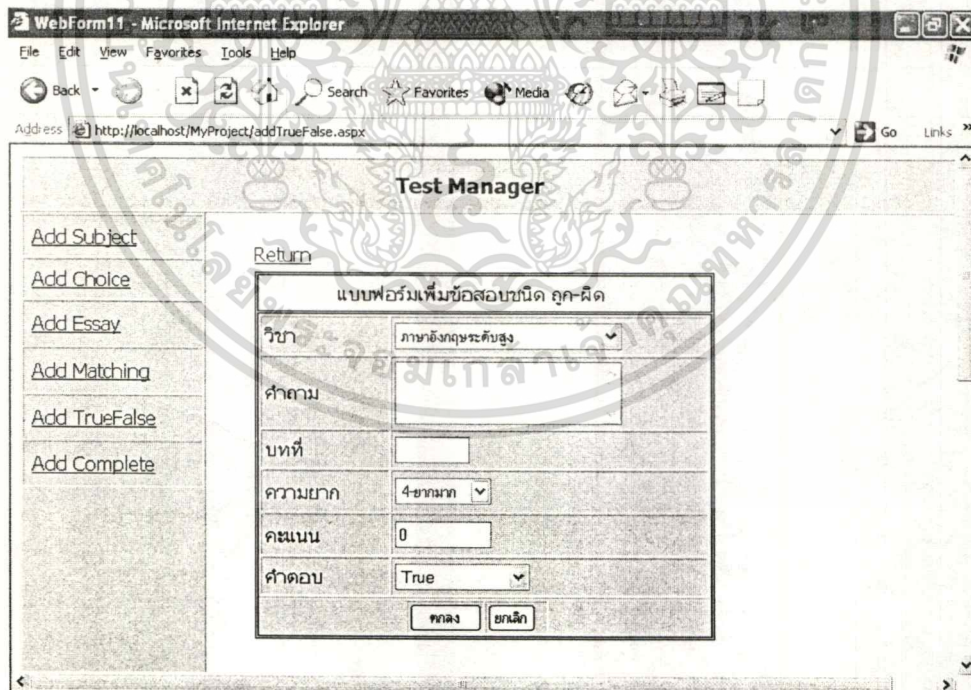 WebForm11 - Microsoft Internet Explorer
File Edit View Favorites Tools Help
Back Search Favorites Media
Address http://localhost/MyProject/addTrueFalse.aspx Go Links »
Test Manager
Add Subject
Add Choice
Add Essay
Add Matching
Add TrueFalse
Add Complete
Return
แบบฟอร์มเพิ่มข้อสอบชนิด ถูก-ผิด
วิชา ภาษาอังกฤษระดับสูง
คำถาม
บทที่
ความยาก 4-ยากมาก
คะแนน 0
คำตอบ True
ตกลง ยกเลิก